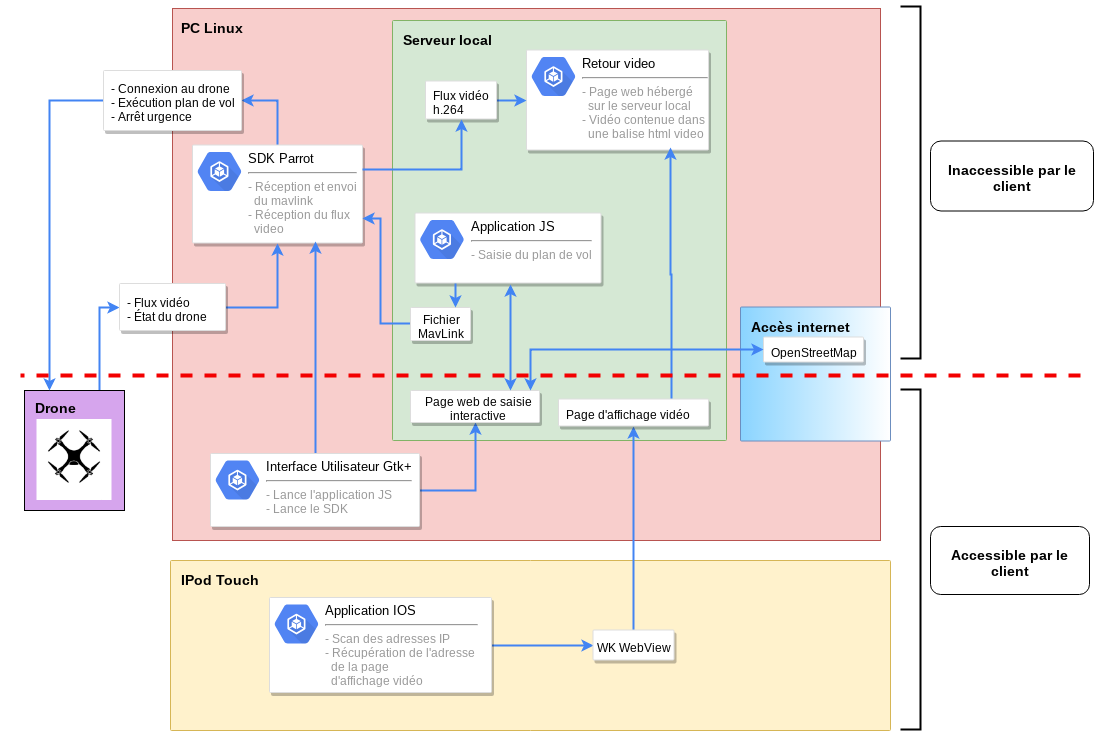 PC Linux
Serveur local
- Connexion au drone
- Exécution plan de vol
- Arrêt urgence
Flux vidéo
h.264
Retour video
- Page web hébergé
sur le serveur local
- Vidéo contenue dans
une balise html video
SDK Parrot
- Réception et envoi
du mavlink
- Réception du flux
video
Inaccessible par le
client
Application JS
- Saisie du plan de vol
- Flux vidéo
- État du drone
Fichier
MavLink
Accès internet
OpenStreetMap
Drone
Page web de saisie
interactive
Page d'affichage vidéo
Interface Utilisateur Gtk+
- Lance l'application JS
- Lance le SDK
Accessible par le
client
IPod Touch
Application IOS
- Scan des adresses IP
- Récupération de l'adresse
de la page
d'affichage vidéo
WK WebView